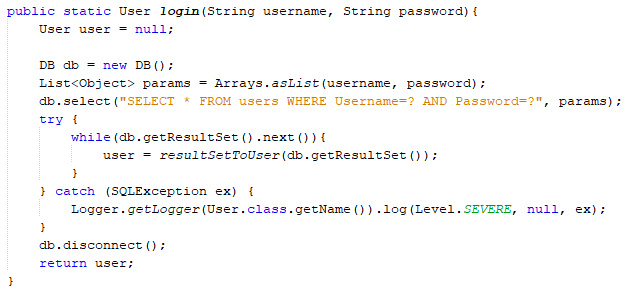 public static User login(String username, String password){
    User user = null;

    DB db = new DB();
    List<Object> params = Arrays.asList(username, password);
    db.select("SELECT * FROM users WHERE Username=? AND Password=?", params);
    try {
        while(db.getResultSet().next()){
            user = resultSetToUser(db.getResultSet());
        }
    } catch (SQLException ex) {
        Logger.getLogger(User.class.getName()).log(Level.SEVERE, null, ex);
    }
    db.disconnect();
    return user;
}